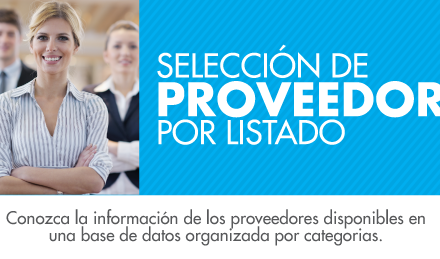 SELECCIÓN DE
PROVEEDOR
POR LISTADO
Conozca la información de los proveedores disponibles en
una base de datos organizada por categorias.